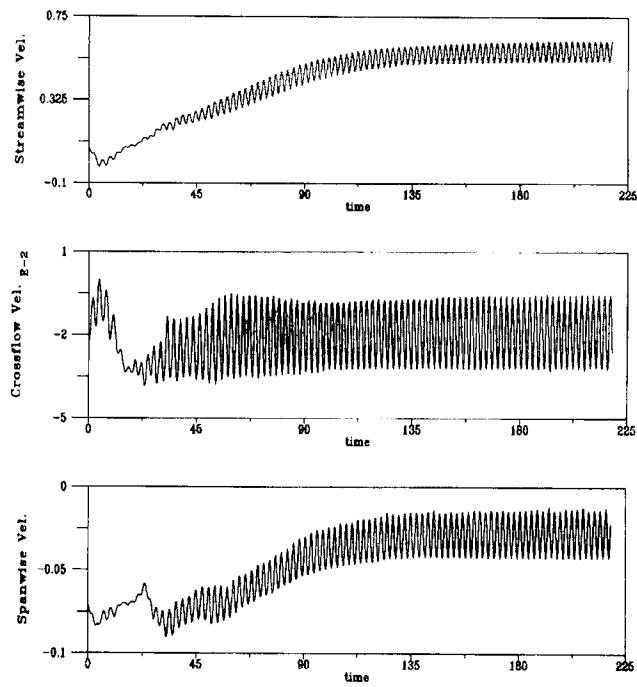 0.75
Streamwise Vel.
0.325
-0.1
0 45 90 135 180 225
time
1
Crossflow Vel. E-2
-2
-5
0 45 90 135 180 225
time
0
Spanwise Vel.
-0.05
-0.1
0 45 90 135 180 225
time